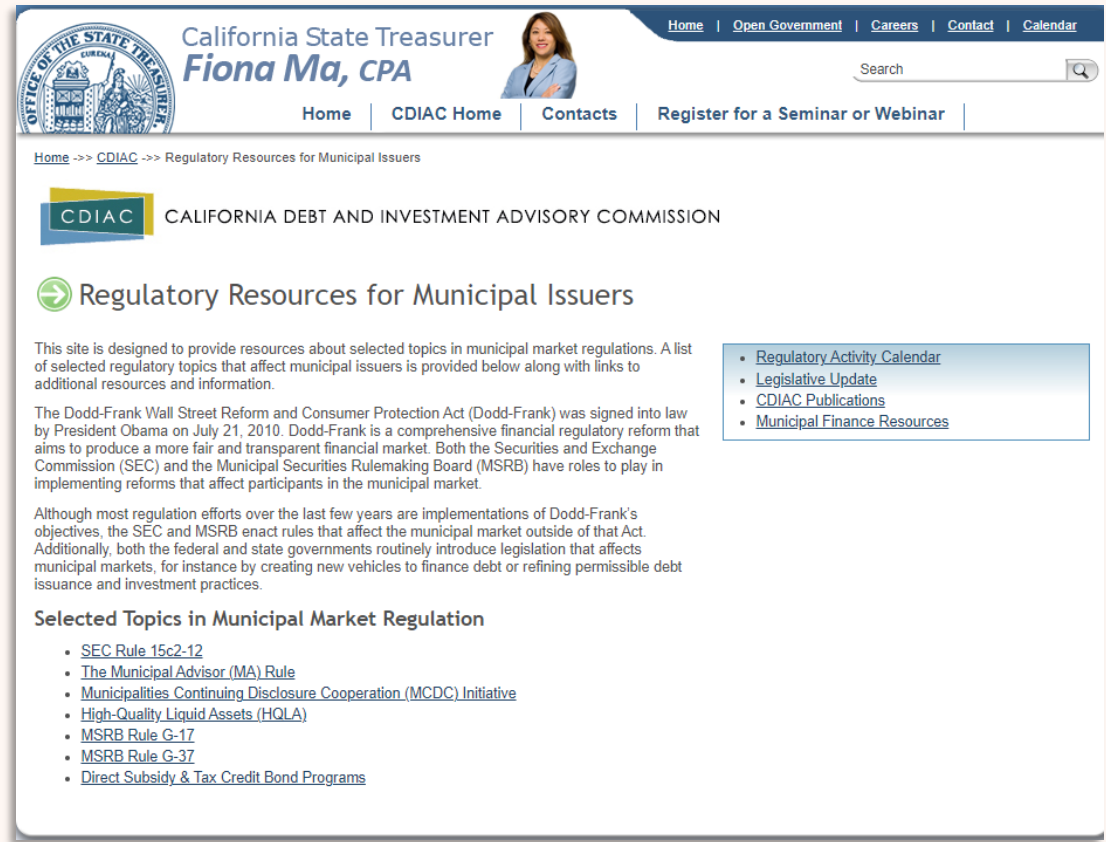 OFFICE OF THE STATE TREASURER.
EUREKA
California State Treasurer
Fiona Ma, CPA
Home | Open Government | Careers | Contact | Calendar
Search
Home | CDIAC Home | Contacts | Register for a Seminar or Webinar |
Home ->> CDIAC ->> Regulatory Resources for Municipal Issuers
CDIAC CALIFORNIA DEBT AND INVESTMENT ADVISORY COMMISSION
Regulatory Resources for Municipal Issuers
This site is designed to provide resources about selected topics in municipal market regulations. A list
of selected regulatory topics that affect municipal issuers is provided below along with links to
additional resources and information.
The Dodd-Frank Wall Street Reform and Consumer Protection Act (Dodd-Frank) was signed into law
by President Obama on July 21, 2010. Dodd-Frank is a comprehensive financial regulatory reform that
aims to produce a more fair and transparent financial market. Both the Securities and Exchange
Commission (SEC) and the Municipal Securities Rulemaking Board (MSRB) have roles to play in
implementing reforms that affect participants in the municipal market.
Although most regulation efforts over the last few years are implementations of Dodd-Frank's
objectives, the SEC and MSRB enact rules that affect the municipal market outside of that Act.
Additionally, both the federal and state governments routinely introduce legislation that affects
municipal markets, for instance by creating new vehicles to finance debt or refining permissible debt
issuance and investment practices.
Selected Topics in Municipal Market Regulation
• SEC Rule 15c2-12
• The Municipal Advisor (MA) Rule
• Municipalities Continuing Disclosure Cooperation (MCDC) Initiative
• High-Quality Liquid Assets (HQLA)
• MSRB Rule G-17
• MSRB Rule G-37
• Direct Subsidy & Tax Credit Bond Programs
• Regulatory Activity Calendar
• Legislative Update
• CDIAC Publications
• Municipal Finance Resources